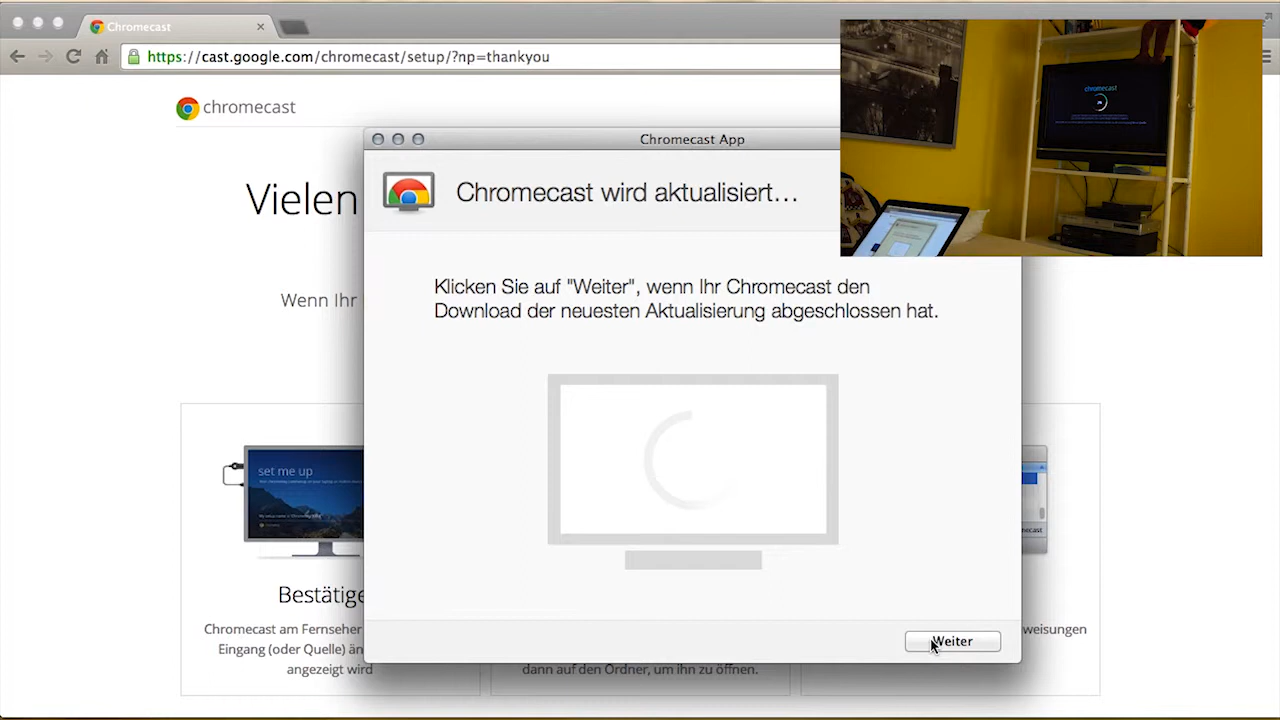 Chromecast
https://cast.google.com/chromecast/setup/?np=thankyou
chromecast
chromecast
Chromecast App
Chromecast wird aktualisiert…
Vielen
Klicken Sie auf "Weiter", wenn Ihr Chromecast den
Download der neuesten Aktualisierung abgeschlossen hat.
Wenn Ihr
set me up
Bestätige
Chromecast am Fernseher
Eingang (oder Quelle) än
angezeigt wird
dann auf den Ordner, um ihn zu öffnen.
weisungen
Weiter